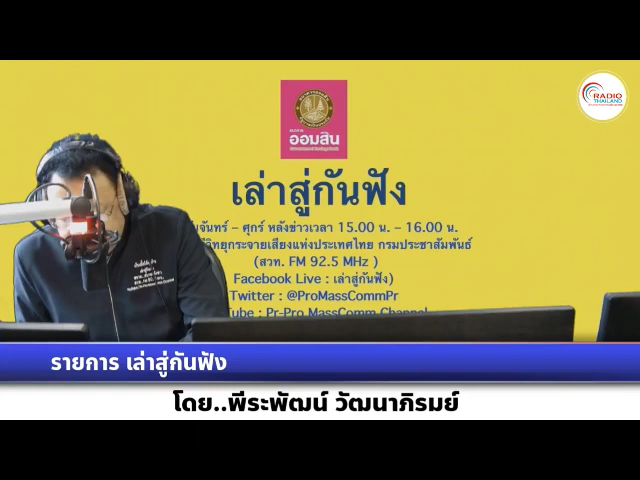 RADIO
THAILAND
ออมสิน
เล่าสู่กันฟัง
จันทร์ – ศุกร์ หลังข่าวเวลา 15.00 น. – 16.00 น.
วิทยุกระจายเสียงแห่งประเทศไทย กรมประชาสัมพันธ์
(สวท. FM 92.5 MHz )
Facebook Live : เล่าสู่กันฟัง)
Twitter : @ProMassCommPr
Tube : Pr-Pro MassComm Channel
รายการ เล่าสู่กันฟัง
โดย..พีระพัฒน์ วัฒนาภิรมย์